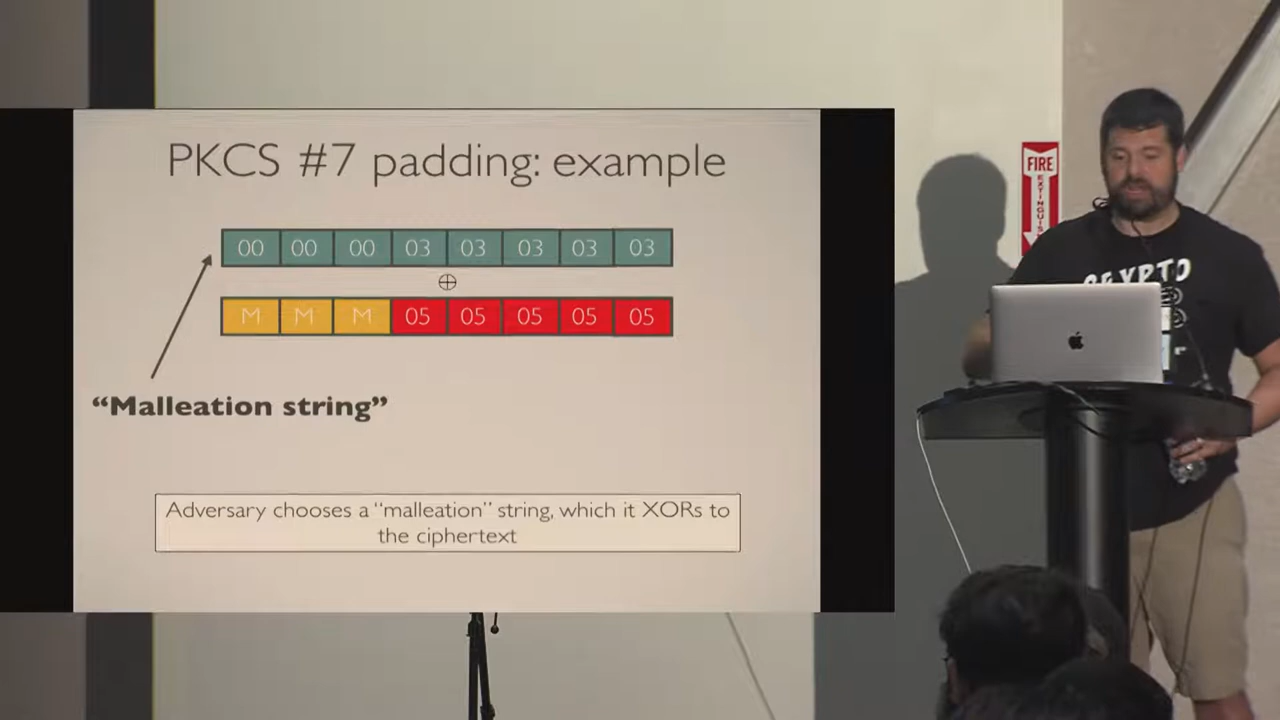 PKCS #7 padding: example
00 00 00 03 03 03 03 03
⊕
M M M 05 05 05 05 05
“Malleation string”
Adversary chooses a “malleation” string, which it XORs to
the ciphertext
FIRE
CRYPTO